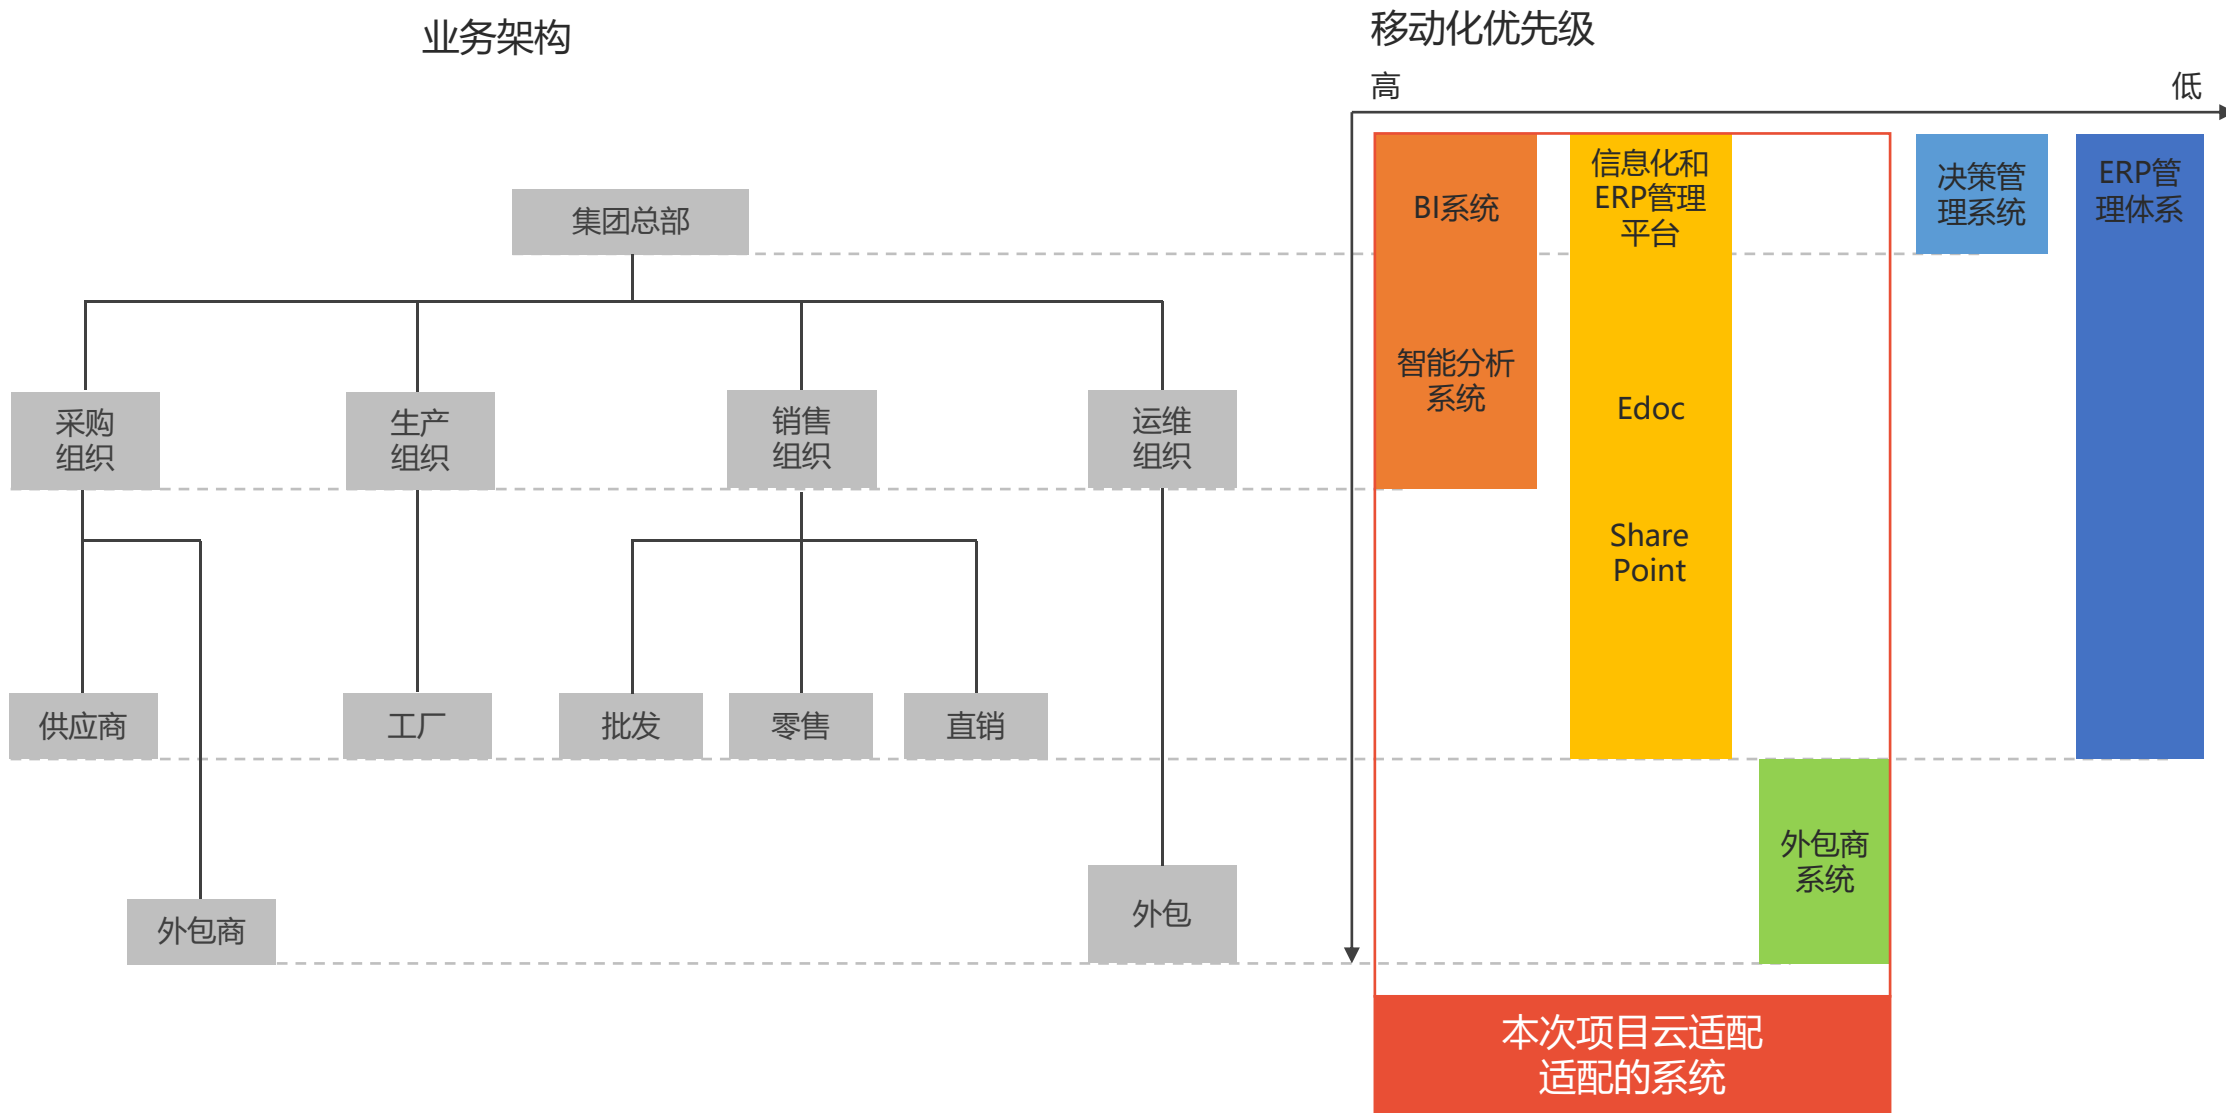 业务架构
移动化优先级
高
低
集团总部
采购
组织
生产
组织
销售
组织
运维
组织
供应商
工厂
批发
零售
直销
外包商
外包
BI系统
智能分析
系统
信息化和
ERP管理
平台
Edoc
Share
Point
外包商
系统
决策管
理系统
ERP管
理体系
本次项目云适配
适配的系统